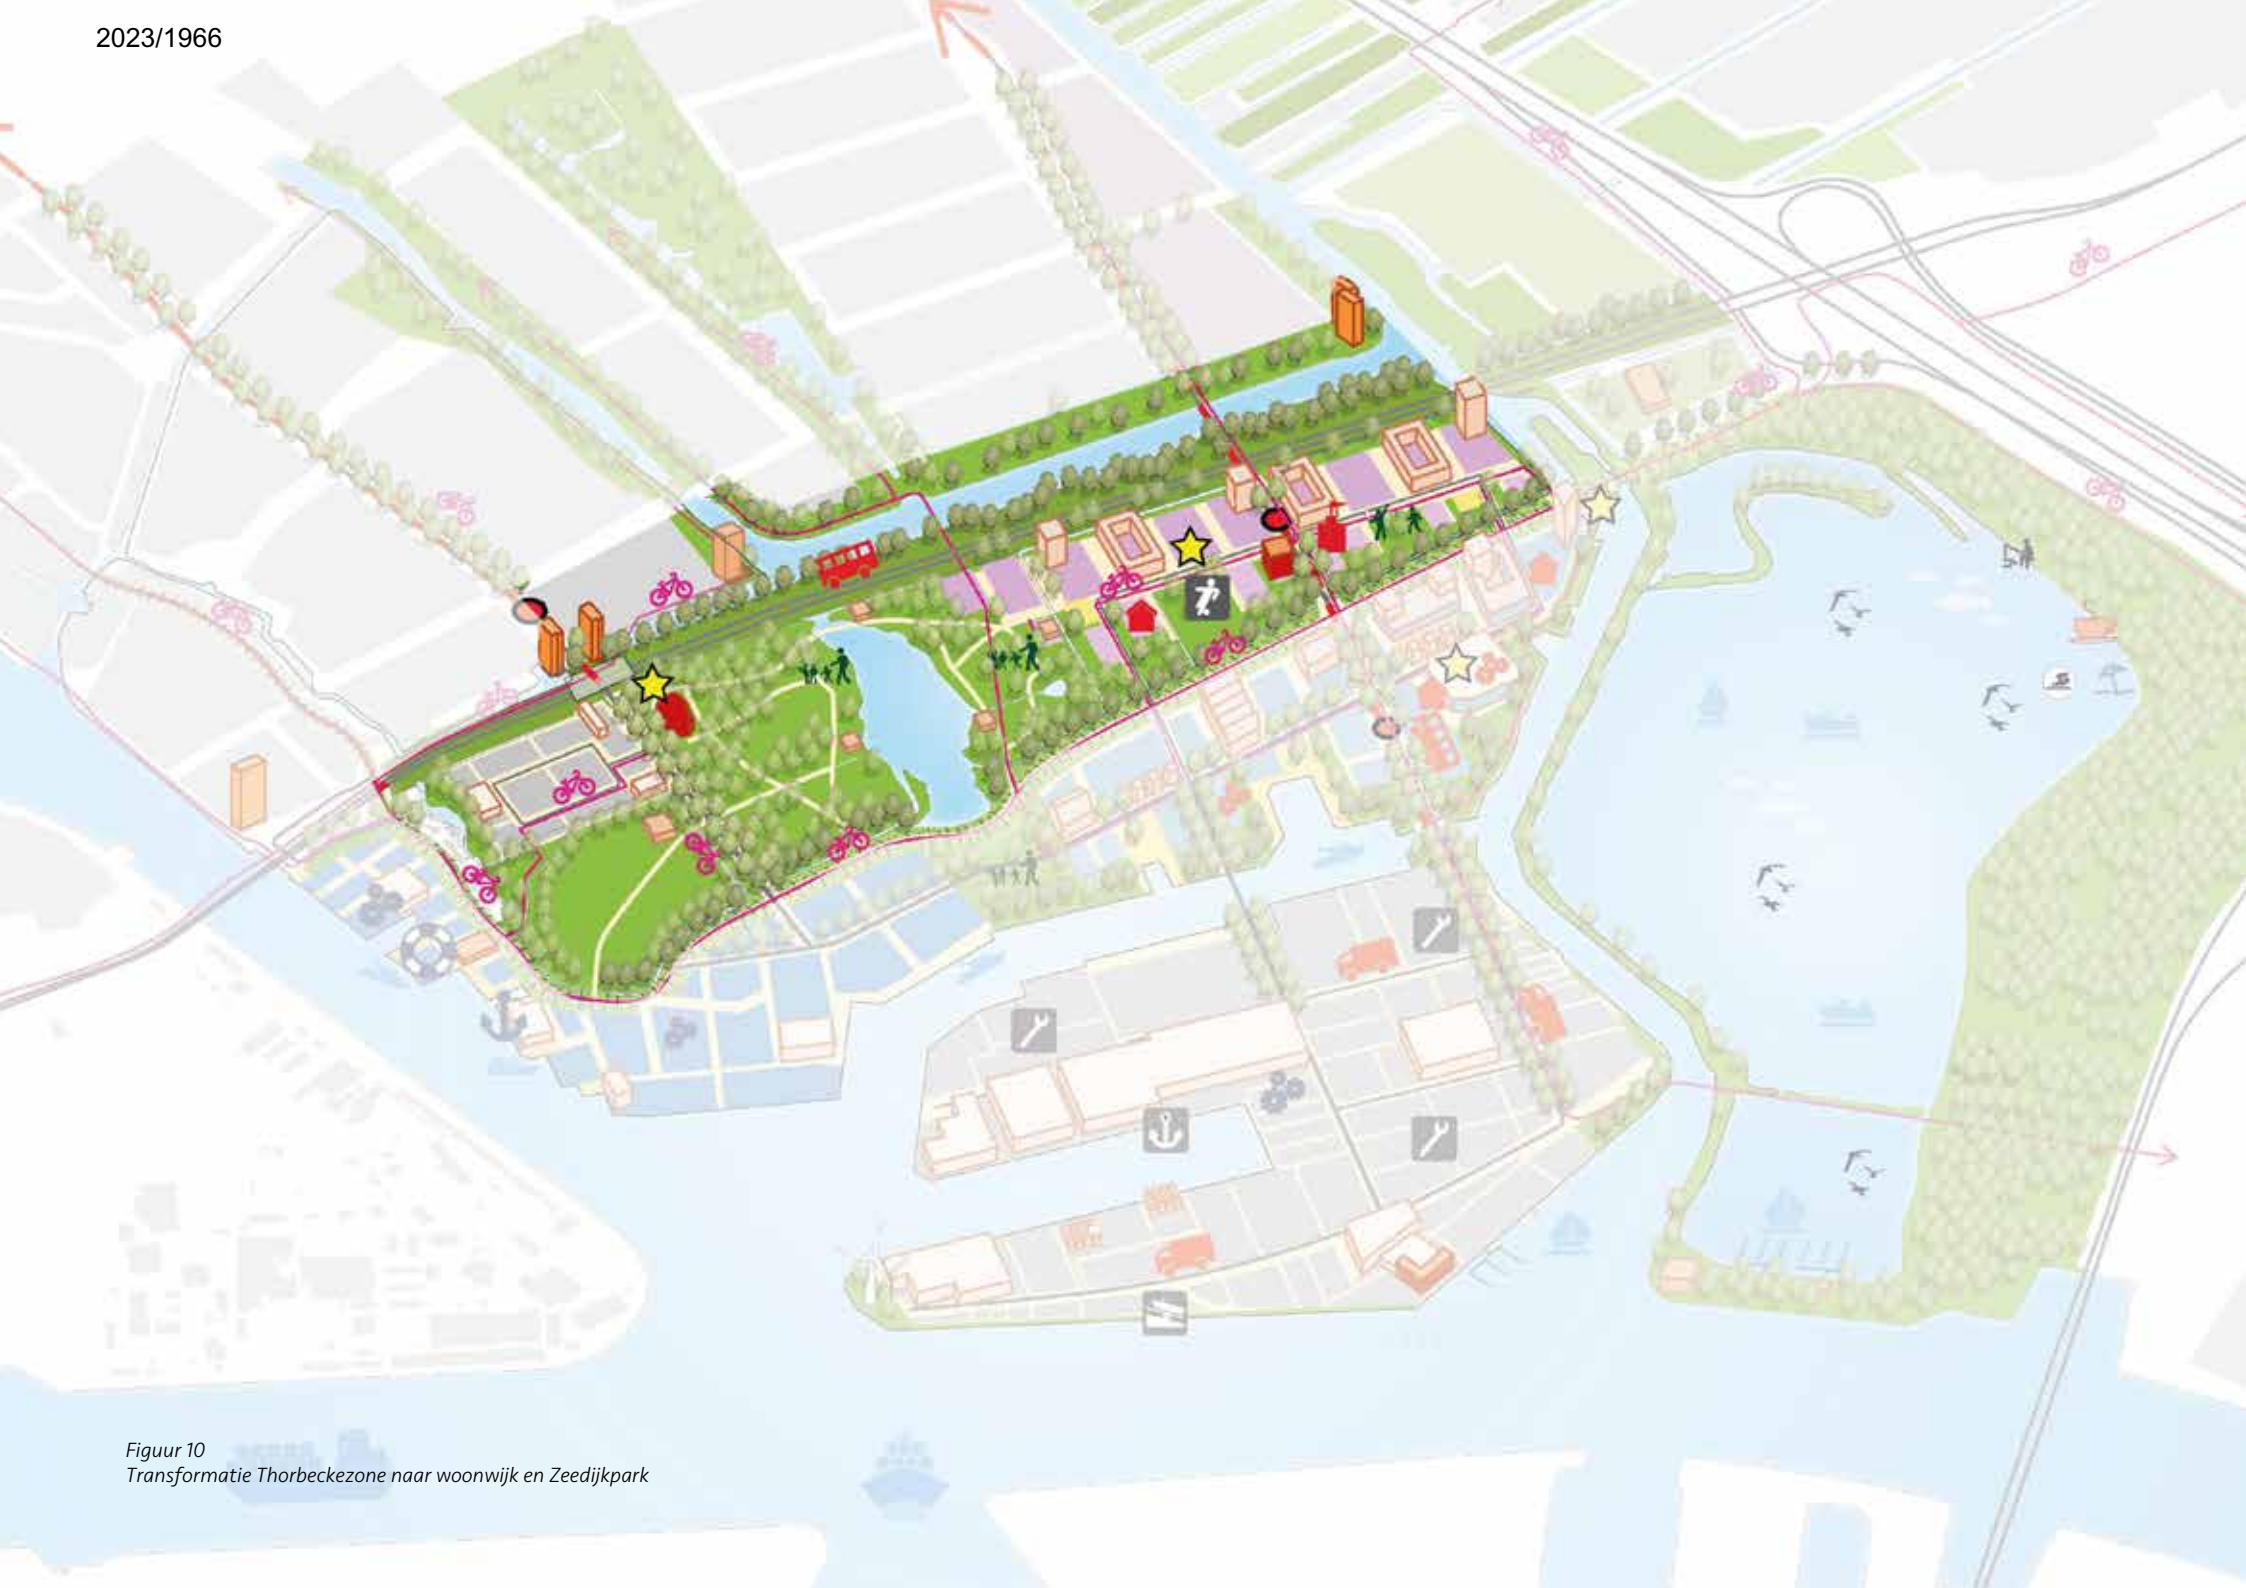 2023/1966
Figuur 10
Transformatie Thorbeckezone naar woonwijk en Zeedijkpark